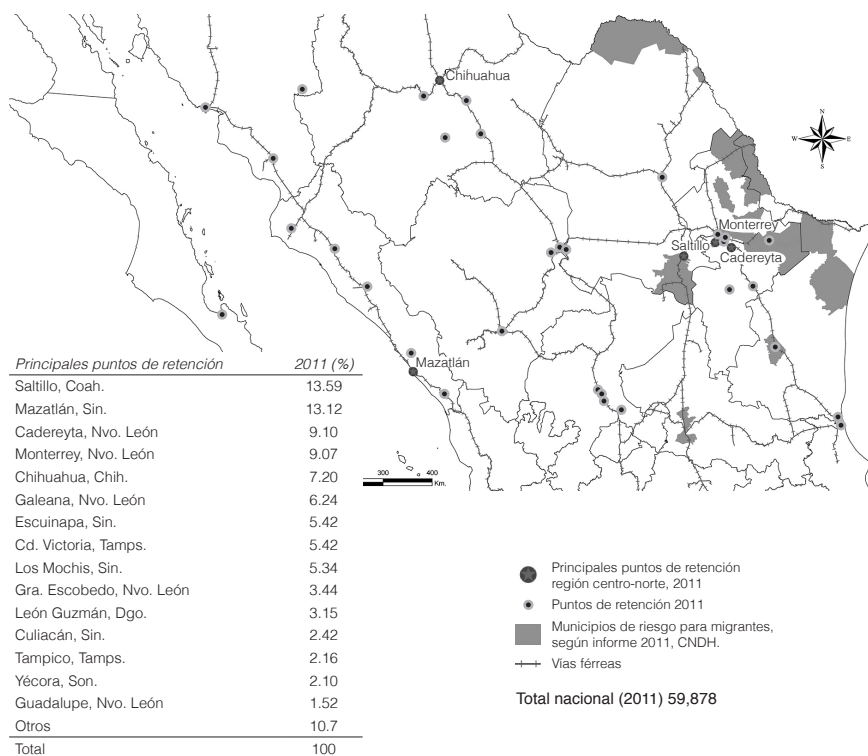 Chihuahua
N
W E
S
Monterrey
Saltillo
Cadereyta
Mazatlán
300 400
Km.
Principales puntos de retención 2011 (%)
Saltillo, Coah. 13.59
Mazatlán, Sin. 13.12
Cadereyta, Nvo. León 9.10
Monterrey, Nvo. León 9.07
Chihuahua, Chih. 7.20
Galeana, Nvo. León 6.24
Escuinapa, Sin. 5.42
Cd. Victoria, Tamps. 5.42
Los Mochis, Sin. 5.34
Gra. Escobedo, Nvo. León 3.44
León Guzmán, Dgo. 3.15
Culiacán, Sin. 2.42
Tampico, Tamps. 2.16
Yécora, Son. 2.10
Guadalupe, Nvo. León 1.52
Otros 10.7
Total 100
Principales puntos de retención
región centro-norte, 2011
Puntos de retención 2011
Municipios de riesgo para migrantes,
según informe 2011, CNDH.
Vías férreas
Total nacional (2011) 59,878